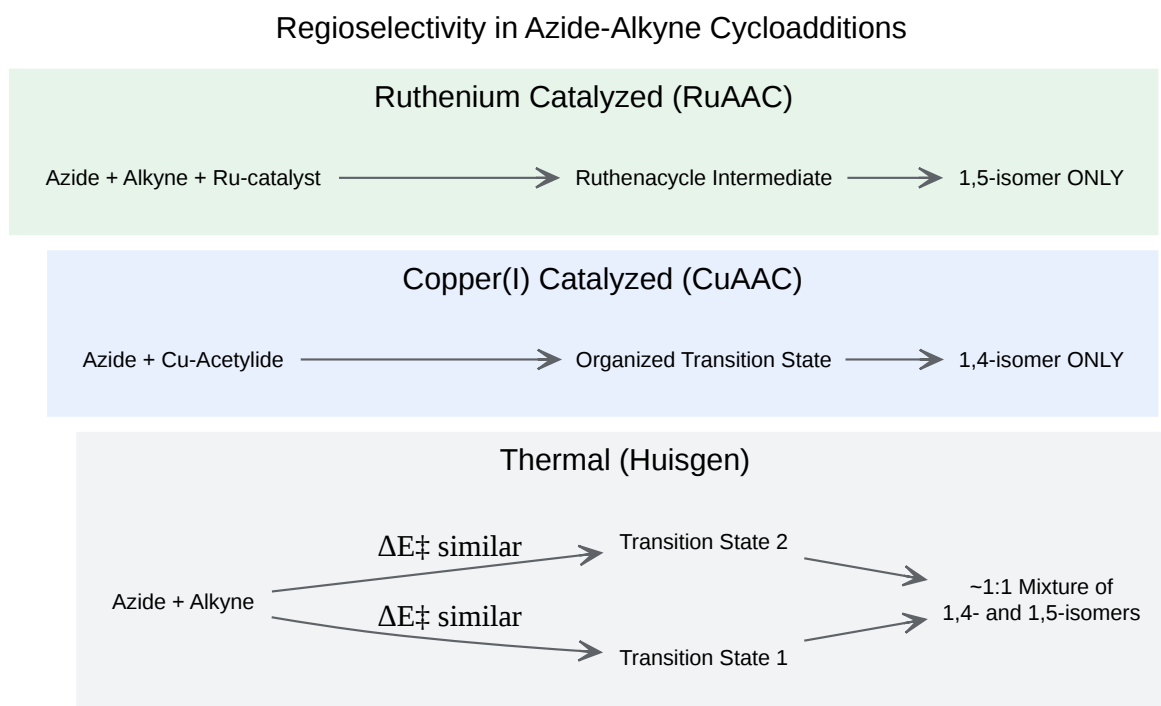 Regioselectivity in Azide-Alkyne Cycloadditions
Ruthenium Catalyzed (RuAAC)
Azide + Alkyne + Ru-catalyst
Ruthenacycle Intermediate
1,5-isomer ONLY
Copper(I) Catalyzed (CuAAC)
Azide + Cu-Acetylide
Organized Transition State
1,4-isomer ONLY
Thermal (Huisgen)
Azide + Alkyne
ΔE‡ similar
Transition State 2
ΔE‡ similar
Transition State 1
~1:1 Mixture of
1,4- and 1,5-isomers